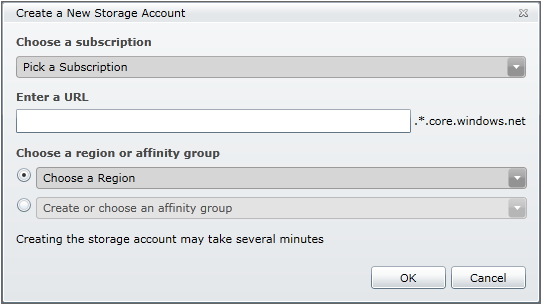 Create a New Storage Account
Choose a subscription
Pick a Subscription
Enter a URL
.*.core.windows.net
Choose a region or affinity group
Choose a Region
Create or choose an affinity group
Creating the storage account may take several minutes
OK Cancel